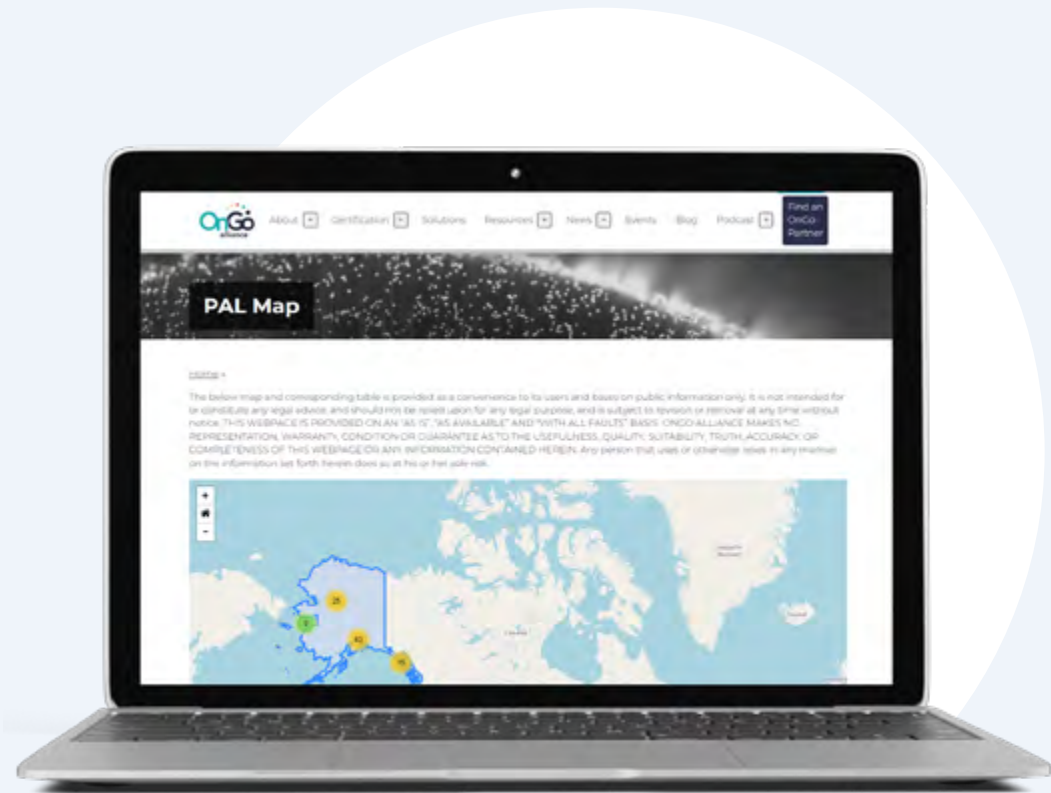 OnGo
alliance
About
Certification
Solutions
Resources
News
Events
Blog
Podcast
Find an
OnGo
Partner
PAL Map
Home »
The below map and corresponding table is provided as a convenience to its users and based on public information only. It is not intended for
or constitute any legal advice, and should not be relied upon for any legal purpose, and is subject to revision or removal at any time without
notice. THIS WEBPAGE IS PROVIDED ON AN "AS IS", "AS AVAILABLE" AND "WITH ALL FAULTS" BASIS. ONGO ALLIANCE MAKES NO
REPRESENTATION, WARRANTY, CONDITION OR GUARANTEE AS TO THE USEFULNESS, QUALITY, SUITABILITY, TRUTH, ACCURACY, OR
COMPLETENESS OF THIS WEBPAGE OR ANY INFORMATION CONTAINED HEREIN. Any person that uses or otherwise relies in any manner
on the information set forth herein does so at his or her sole risk.
+
-
Canada